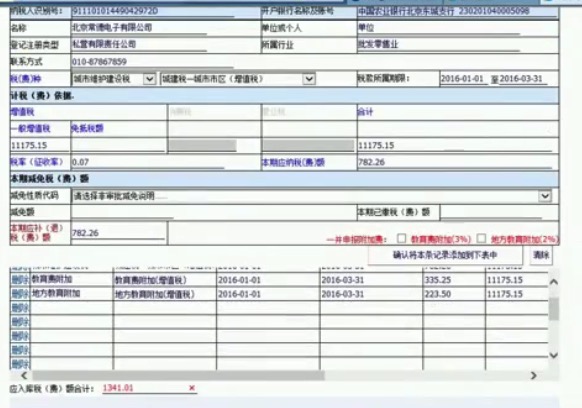 纳税人识别号： 91110101449042972D 开户银行名称及账号 中国农业银行北京东城支行 230201040005098
名称 北京常德电子有限公司 单位或个人 单位
登记注册类型 私营有限责任公司 所属行业 批发零售业
联系方式 010-87867859
税(费)种 城市维护建设税 城建税—城市市区（增值税） 税款所属期限： 2016-01-01 至 2016-03-31
计税（费）依据.
增值税 消费税 营业税 合计
一般增值税 免抵税额
11175.15 11175.15
税率（征收率） 0.07 本期应纳税(费)额 782.26
本期减免税（费）额
减免性质代码 请选择非审批减免说明.....
减免额 本期已缴税（费）额
本期应补（退）税（费）额 782.26
一并申报附加费： 教育费附加(3%) 地方教育附加(2%)
确认将本条记录添加到下表中 清除
删除 教育费附加 教育费附加(增值税) 2016-01-01 2016-03-31 335.25 11175.15
删除 地方教育附加 地方教育附加(增值税) 2016-01-01 2016-03-31 223.50 11175.15
删除
删除
删除
删除
删除
应入库税（费）额合计： 1341.01 ×